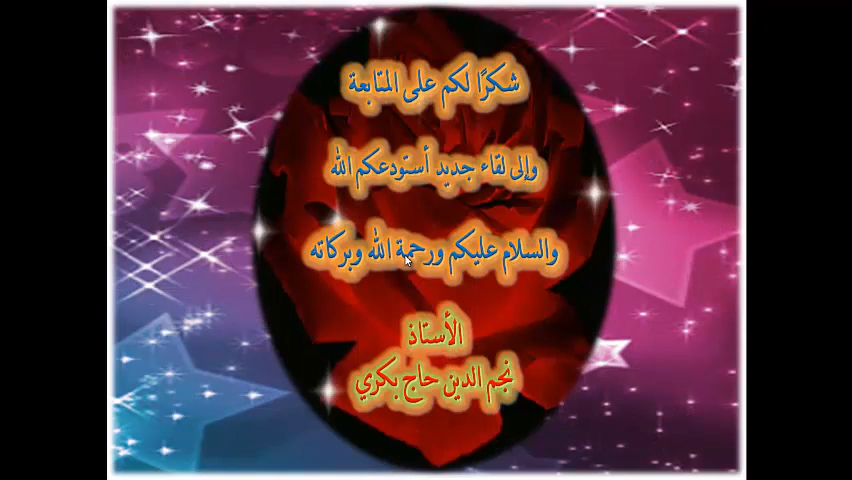 شكرًا لكم على المتابعة
وإلى لقاء جديد أستودعكم الله
والسلام عليكم ورحمة الله وبركاته
الأستاذ
نجم الدين حاج بكري